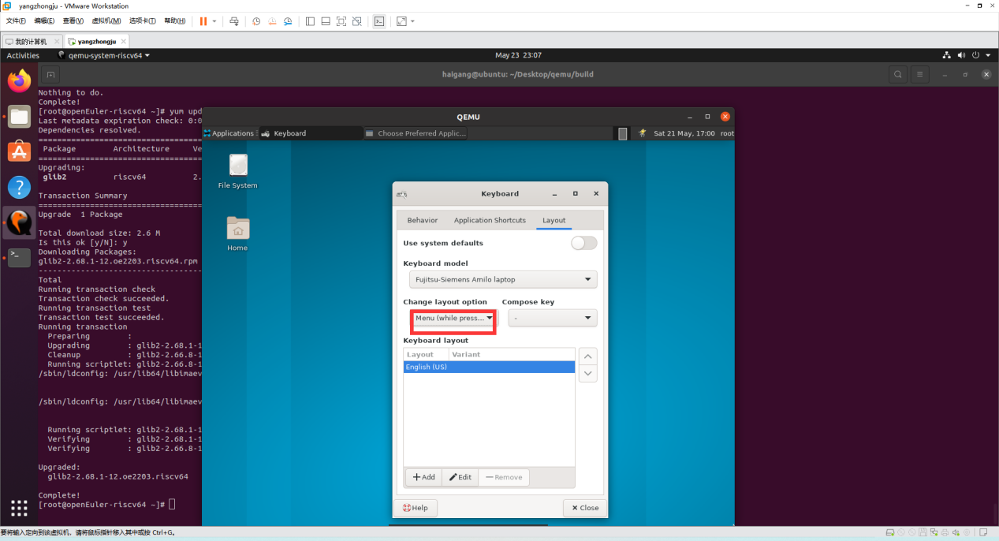 yangzhongju - VMware Workstation
文件(F) 编辑(E) 查看(V) 虚拟机(M) 选项卡(T) 帮助(H)
我的计算机 yangzhongju
Activities qemu-system-riscv64 May 23 23:07
haigang@ubuntu: ~/Desktop/qemu/build
Nothing to do.
Complete!
[root@openEuler-riscv64 ~]# yum upd
Last metadata expiration check: 0:0
Dependencies resolved.
================================
Package Architecture Ve
================================
Upgrading:
glib2 riscv64 2.
Transaction Summary
================================
Upgrade 1 Package
Total download size: 2.6 M
Is this ok [y/N]: y
Downloading Packages:
glib2-2.68.1-12.oe2203.riscv64.rpm
--------------------------------
Total
Running transaction check
Transaction check succeeded.
Running transaction test
Transaction test succeeded.
Running transaction
Preparing :
Upgrading : glib2-2.68.1-1
Cleanup : glib2-2.66.8-1
Running scriptlet: glib2-2.66.8-1
/sbin/ldconfig: /usr/lib64/libimaev
/sbin/ldconfig: /usr/lib64/libimaev
Running scriptlet: glib2-2.68.1-1
Verifying : glib2-2.68.1-1
Verifying : glib2-2.66.8-1
Upgraded:
glib2-2.68.1-12.oe2203.riscv64
Complete!
[root@openEuler-riscv64 ~]#
QEMU
Applications Keyboard Choose Preferred Applic... Sat 21 May, 17:00 root
File System
Home
Keyboard
Behavior Application Shortcuts Layout
Use system defaults
Keyboard model
Fujitsu-Siemens Amilo laptop
Change layout option Compose key
Menu (while press... -
Keyboard layout
Layout Variant
English (US)
Add Edit Remove
Help Close
要将输入定向到该虚拟机，请将鼠标指针移入其中或按 Ctrl+G。